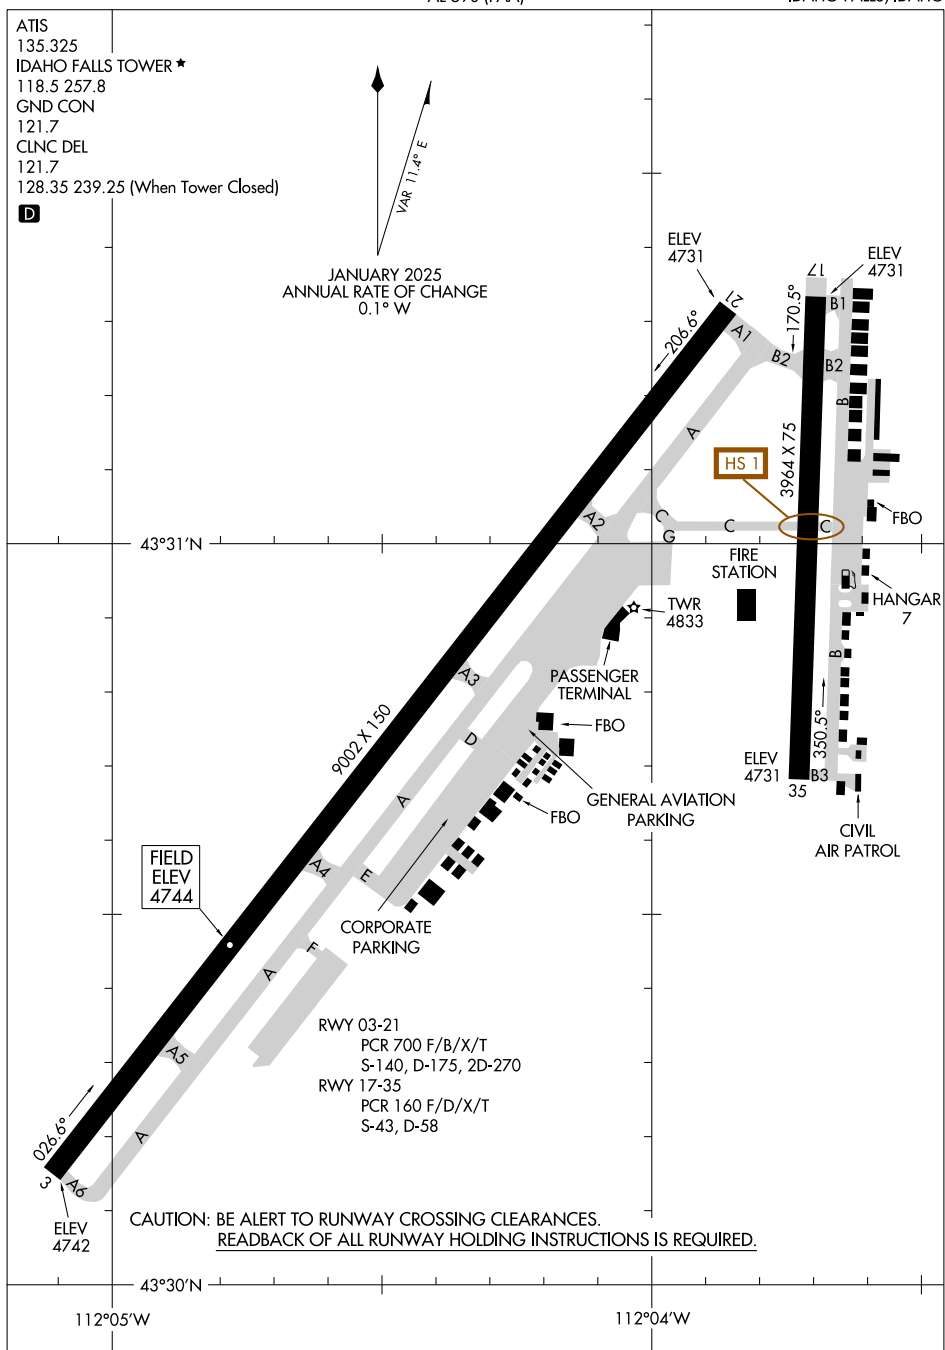 ATIS
135.325
IDAHO FALLS TOWER ★
118.5 257.8
GND CON
121.7
CLNC DEL
121.7
128.35 239.25 (When Tower Closed)
D
VAR 11.4° E
JANUARY 2025
ANNUAL RATE OF CHANGE
0.1° W
ELEV
4731
21
206.6°
A1
B2
17
170.5°
ELEV
4731
B1
B2
B
3964 X 75
A
HS 1
A2
C
C
C
G
FBO
43°31'N
FIRE
STATION
HANGAR
7
TWR
4833
PASSENGER
TERMINAL
B
A3
FBO
D
9002 X 150
A
350.5°
ELEV
4731
35
B3
GENERAL AVIATION
PARKING
FBO
CIVIL
AIR PATROL
FIELD
ELEV
4744
A4
E
CORPORATE
PARKING
F
A
RWY 03-21
PCR 700 F/B/X/T
S-140, D-175, 2D-270
RWY 17-35
PCR 160 F/D/X/T
S-43, D-58
A5
026.6°
A
3
A6
ELEV
4742
CAUTION: BE ALERT TO RUNWAY CROSSING CLEARANCES.
READBACK OF ALL RUNWAY HOLDING INSTRUCTIONS IS REQUIRED.
43°30'N
112°05'W
112°04'W